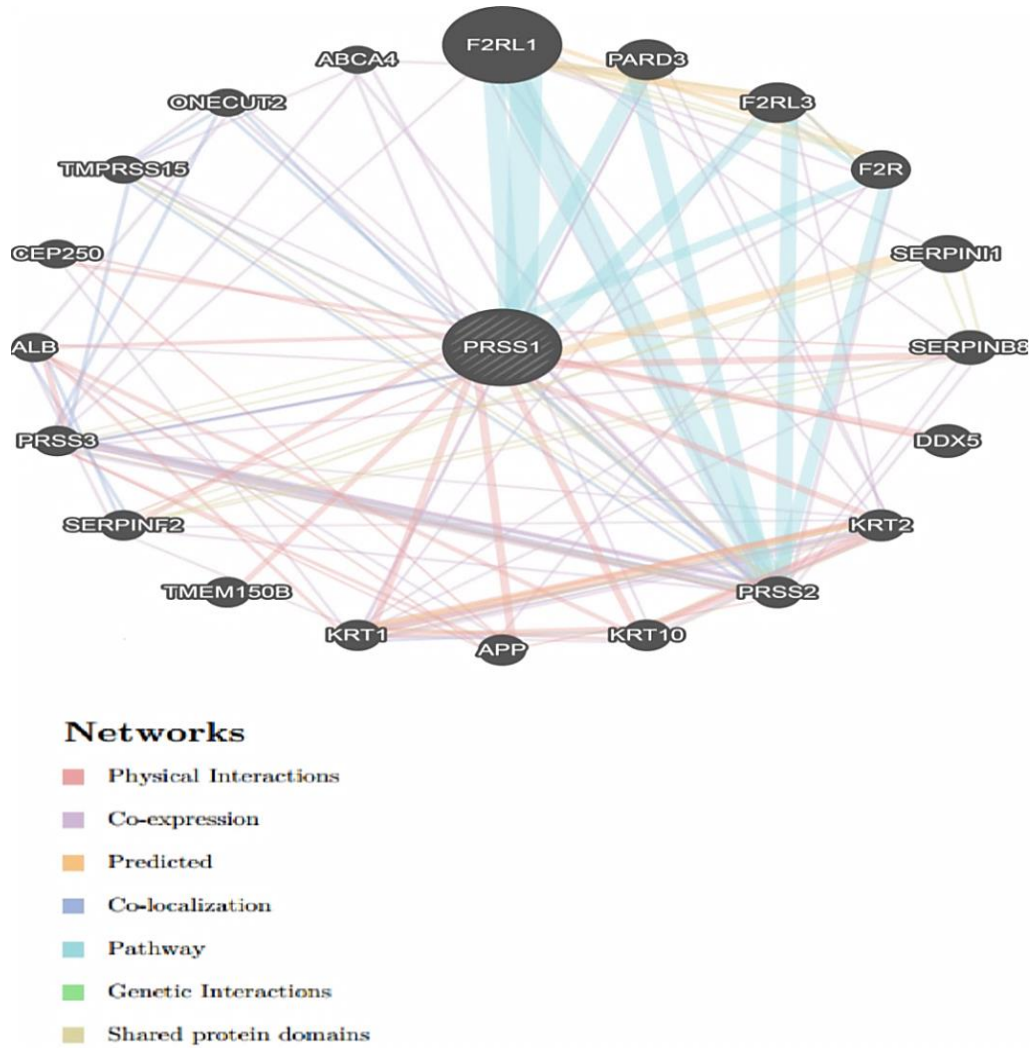 F2RL1
ABCA4
PARD3
ONECUT2
F2RL3
TMPRSS15
F2R
CEP250
SERPINI1
PRSS1
ALB
SERPINB8
PRSS3
DDX5
SERPINF2
KRT2
TMEM150B
PRSS2
KRT1
KRT10
APP
Networks
Physical Interactions
Co-expression
Predicted
Co-localization
Pathway
Genetic Interactions
Shared protein domains